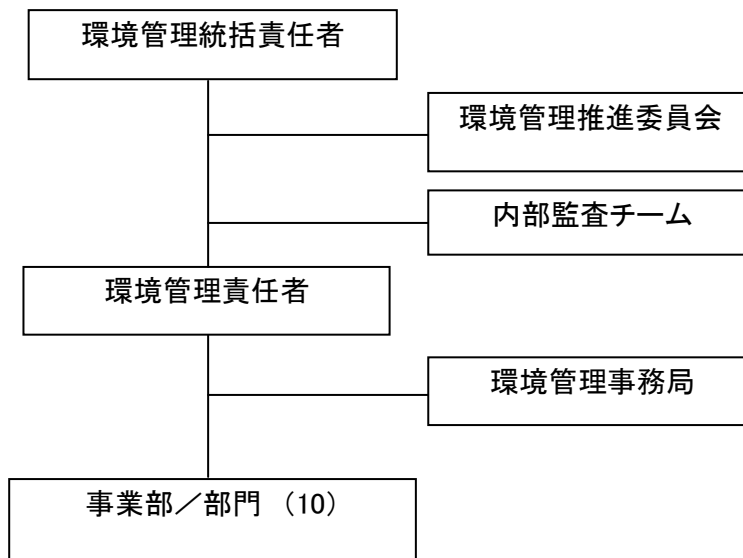 環境管理統括責任者
環境管理推進委員会
内部監査チーム
環境管理責任者
環境管理事務局
事業部／部門 （10）